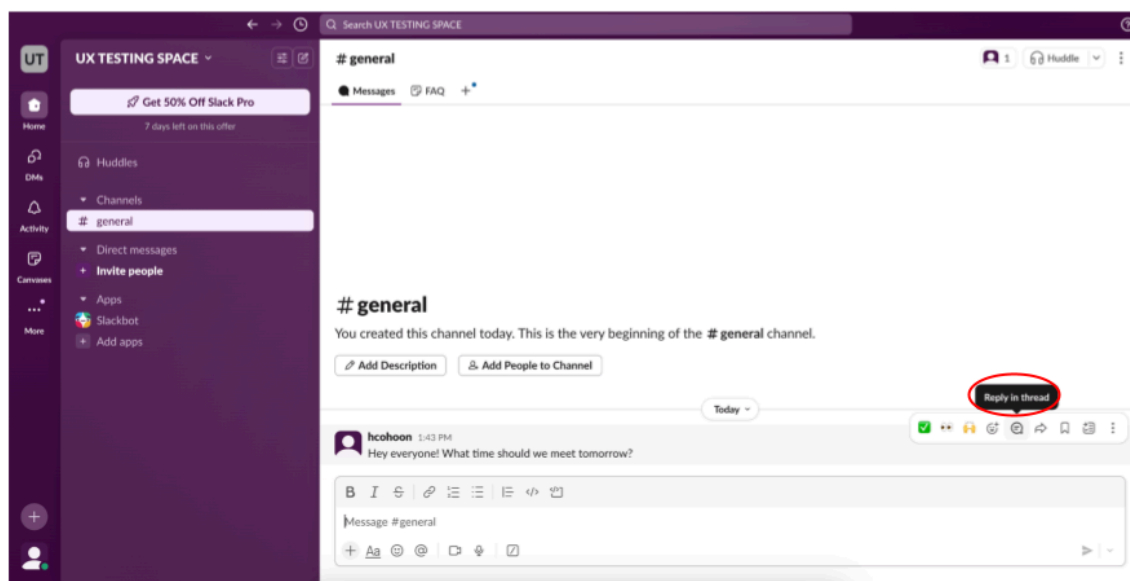 Search UX TESTING SPACE
UT
UX TESTING SPACE
Get 50% Off Slack Pro
7 days left on this offer
Home
DMs
Activity
Canvases
More
Huddles
Channels
# general
Direct messages
+ Invite people
Apps
Slackbot
+ Add apps
# general
1
Huddle
Messages
FAQ
+
# general
You created this channel today. This is the very beginning of the # general channel.
Add Description
Add People to Channel
Today
Reply in thread
hcohoon 1:43 PM
Hey everyone! What time should we meet tomorrow?
B I S
Message #general
+ Aa @